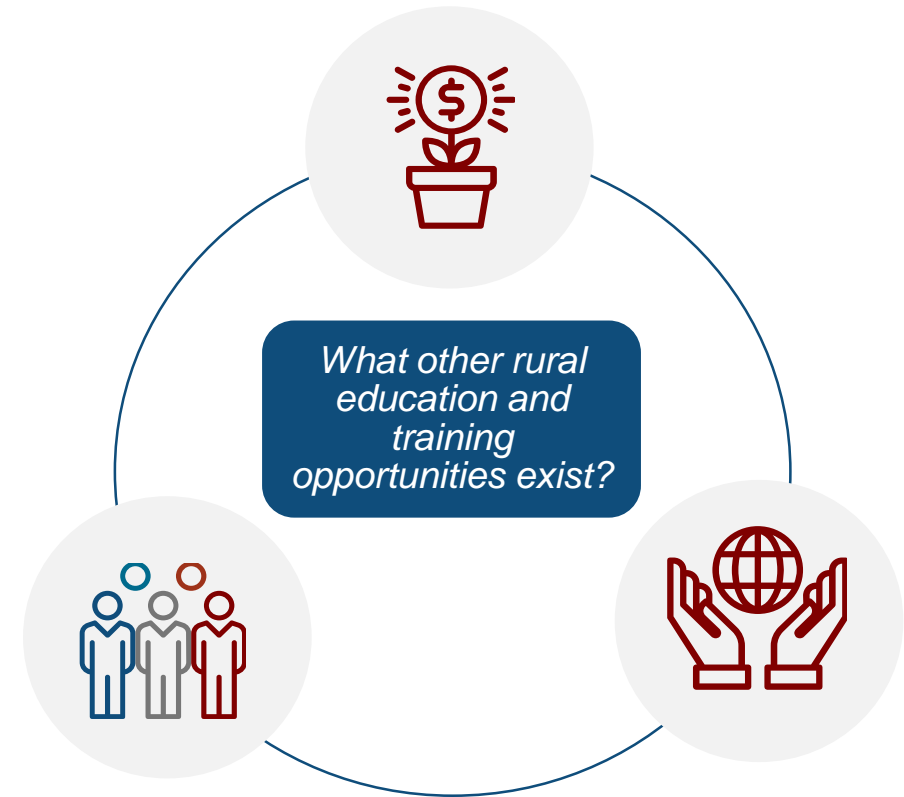 $
What other rural
education and
training
opportunities exist?